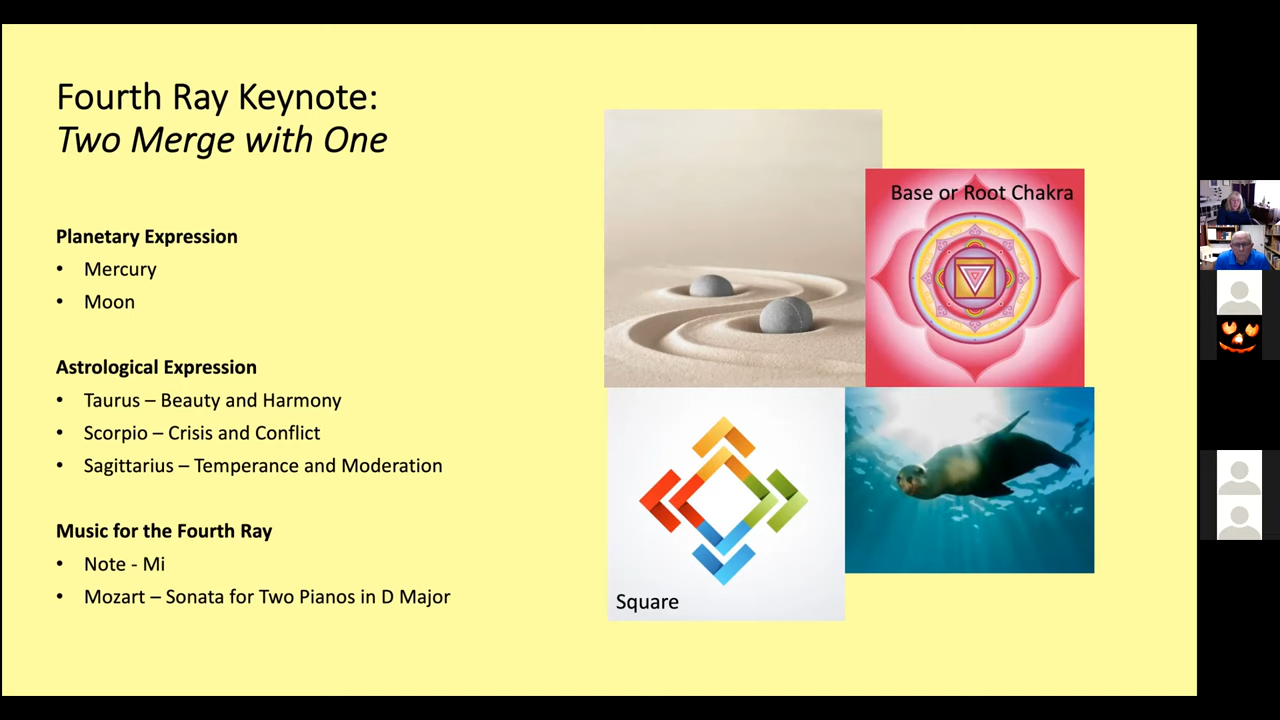 Fourth Ray Keynote:
Two Merge with One
Planetary Expression
• Mercury
• Moon
Astrological Expression
• Taurus – Beauty and Harmony
• Scorpio – Crisis and Conflict
• Sagittarius – Temperance and Moderation
Music for the Fourth Ray
• Note - Mi
• Mozart – Sonata for Two Pianos in D Major
Base or Root Chakra
Square